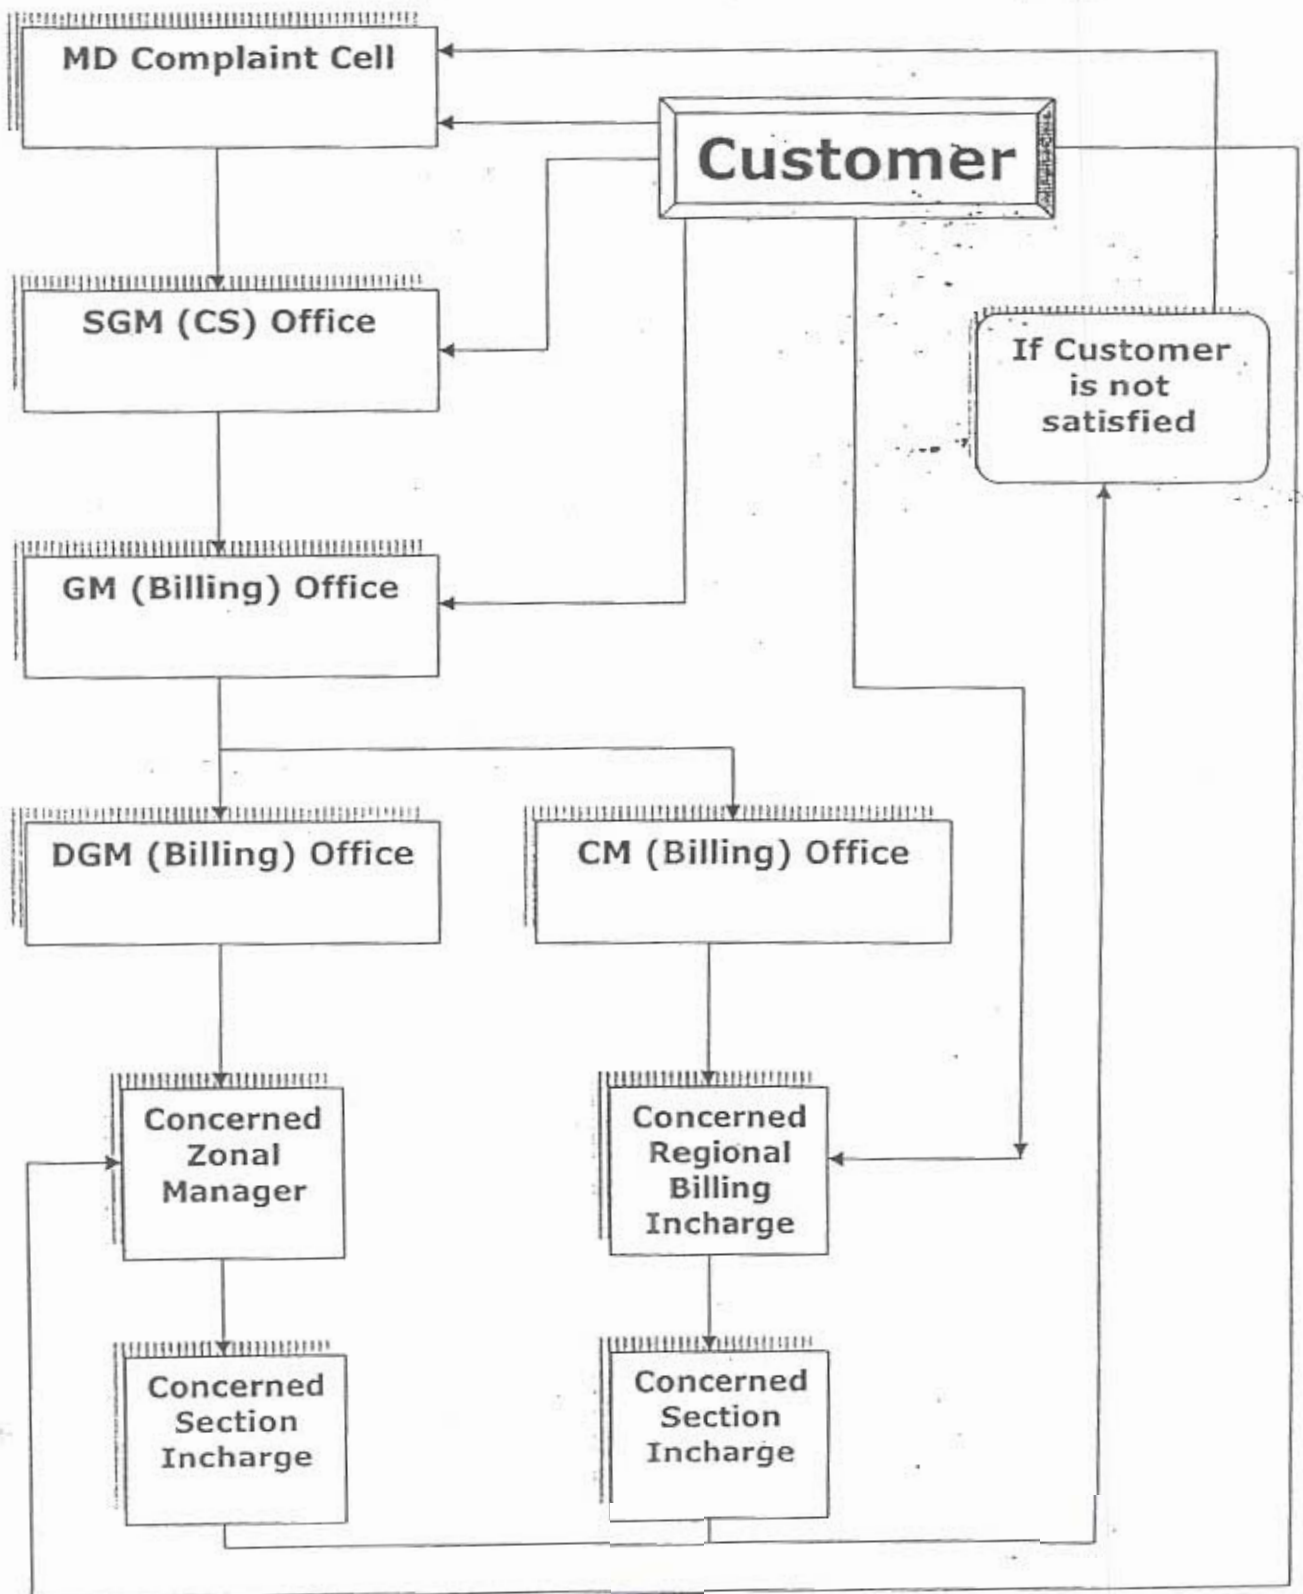 MD Complaint Cell
Customer
SGM (CS) Office
If Customer
is not
satisfied
GM (Billing) Office
DGM (Billing) Office
CM (Billing) Office
Concerned
Zonal
Manager
Concerned
Regional
Billing
Incharge
Concerned
Section
Incharge
Concerned
Section
Incharge